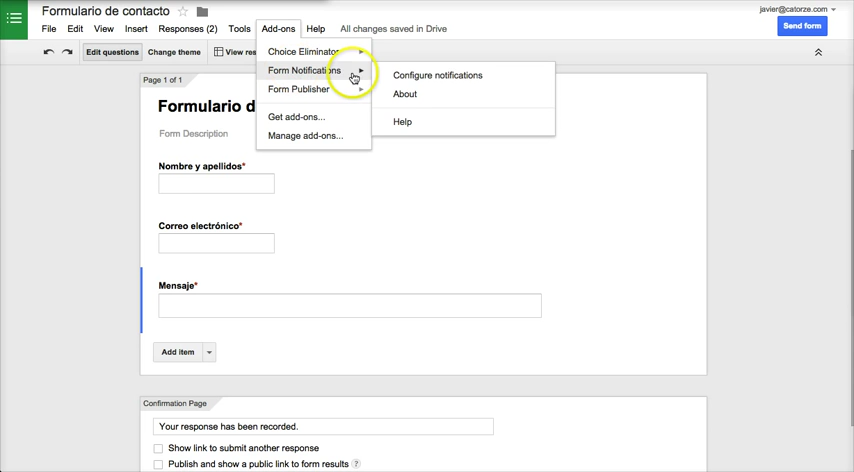 Formulario de contacto
javier@catorze.com
File Edit View Insert Responses (2) Tools Add-ons Help All changes saved in Drive
Send form
Edit questions Change theme View res
Choice Eliminator
Form Notifications
Form Publisher
Get add-ons...
Manage add-ons...
Configure notifications
About
Help
Page 1 of 1
Formulario d
Form Description
Nombre y apellidos*
Correo electrónico*
Mensaje*
Add item
Confirmation Page
Your response has been recorded.
Show link to submit another response
Publish and show a public link to form results ?